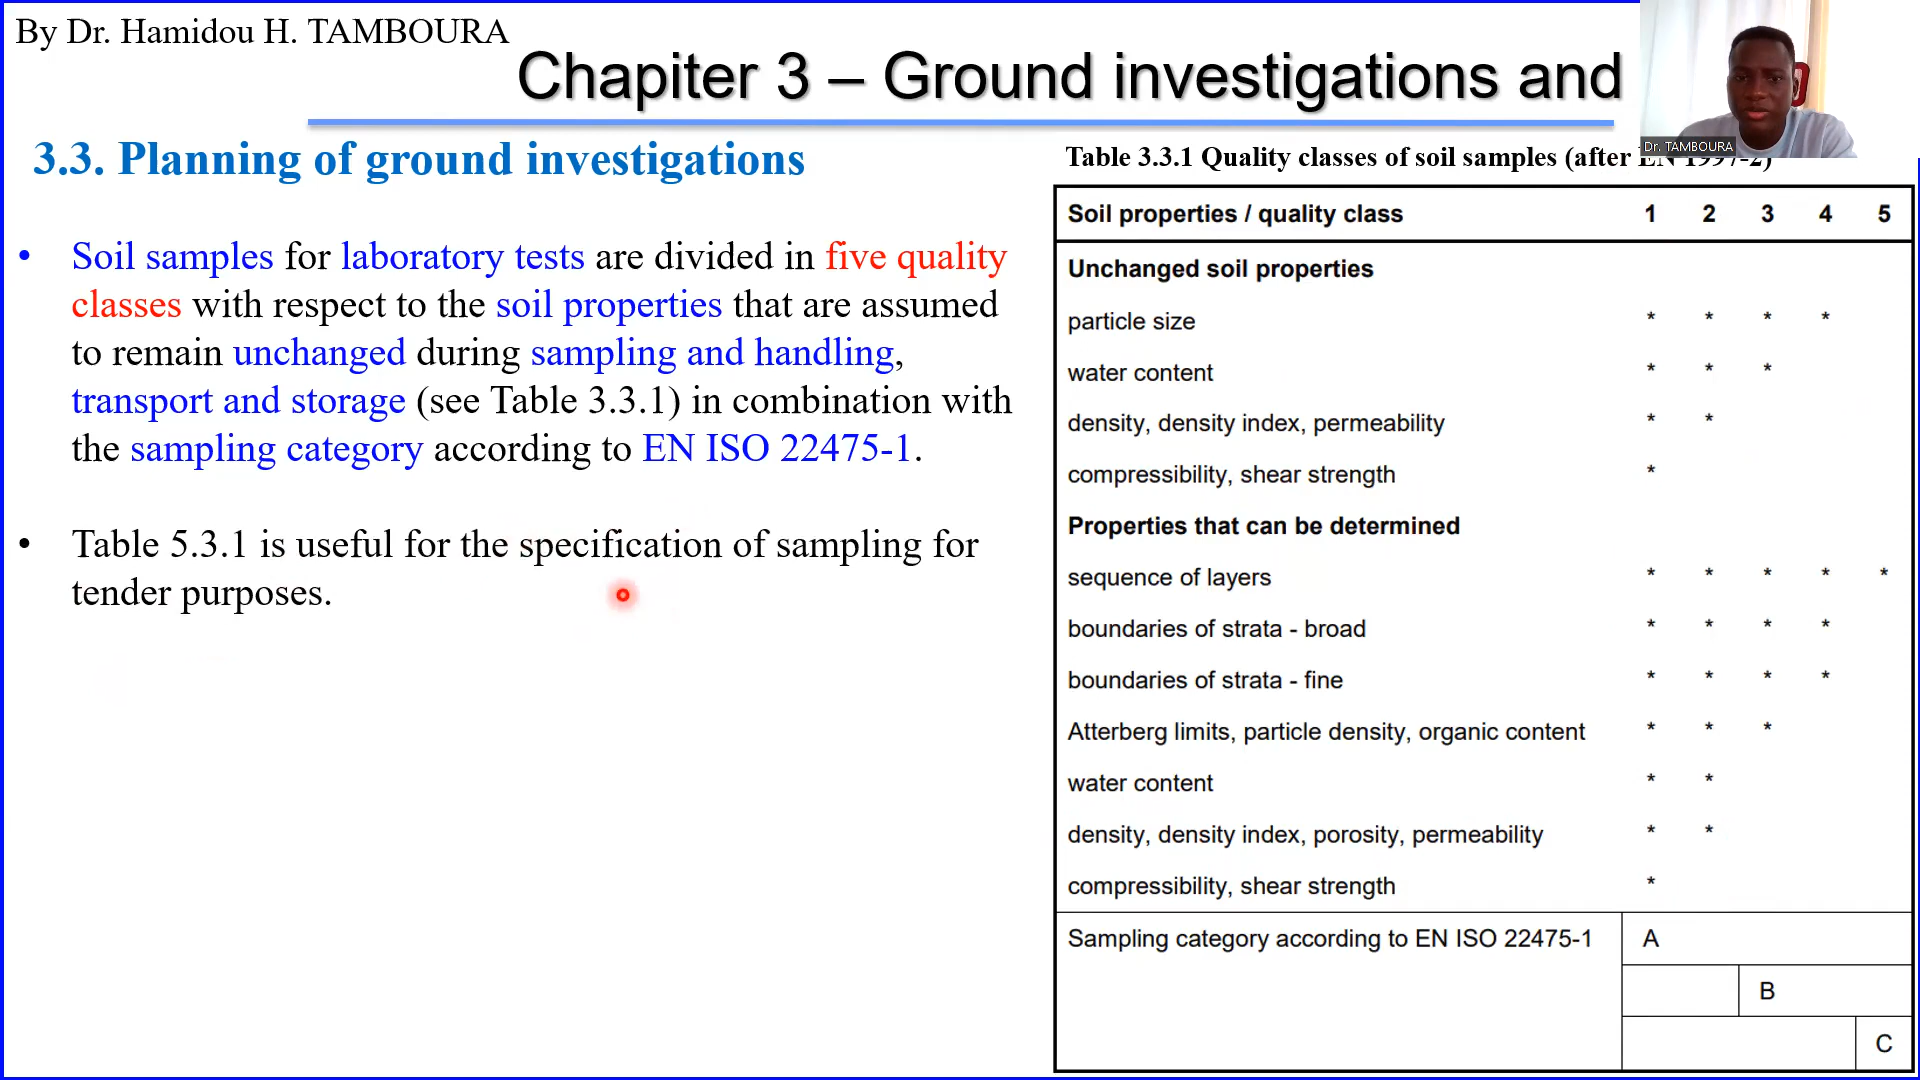 By Dr. Hamidou H. TAMBOURA
Chapiter 3 – Ground investigations and
Dr. TAMBOURA
3.3. Planning of ground investigations
• Soil samples for laboratory tests are divided in five quality
classes with respect to the soil properties that are assumed
to remain unchanged during sampling and handling,
transport and storage (see Table 3.3.1) in combination with
the sampling category according to EN ISO 22475-1.
• Table 5.3.1 is useful for the specification of sampling for
tender purposes.
Table 3.3.1 Quality classes of soil samples (after EN 1997-2)
Soil properties / quality class 1 2 3 4 5
Unchanged soil properties
particle size * * * *
water content * * *
density, density index, permeability * *
compressibility, shear strength *
Properties that can be determined
sequence of layers * * * * *
boundaries of strata - broad * * * *
boundaries of strata - fine * * * *
Atterberg limits, particle density, organic content * * *
water content * *
density, density index, porosity, permeability * *
compressibility, shear strength *
Sampling category according to EN ISO 22475-1 A
B
C